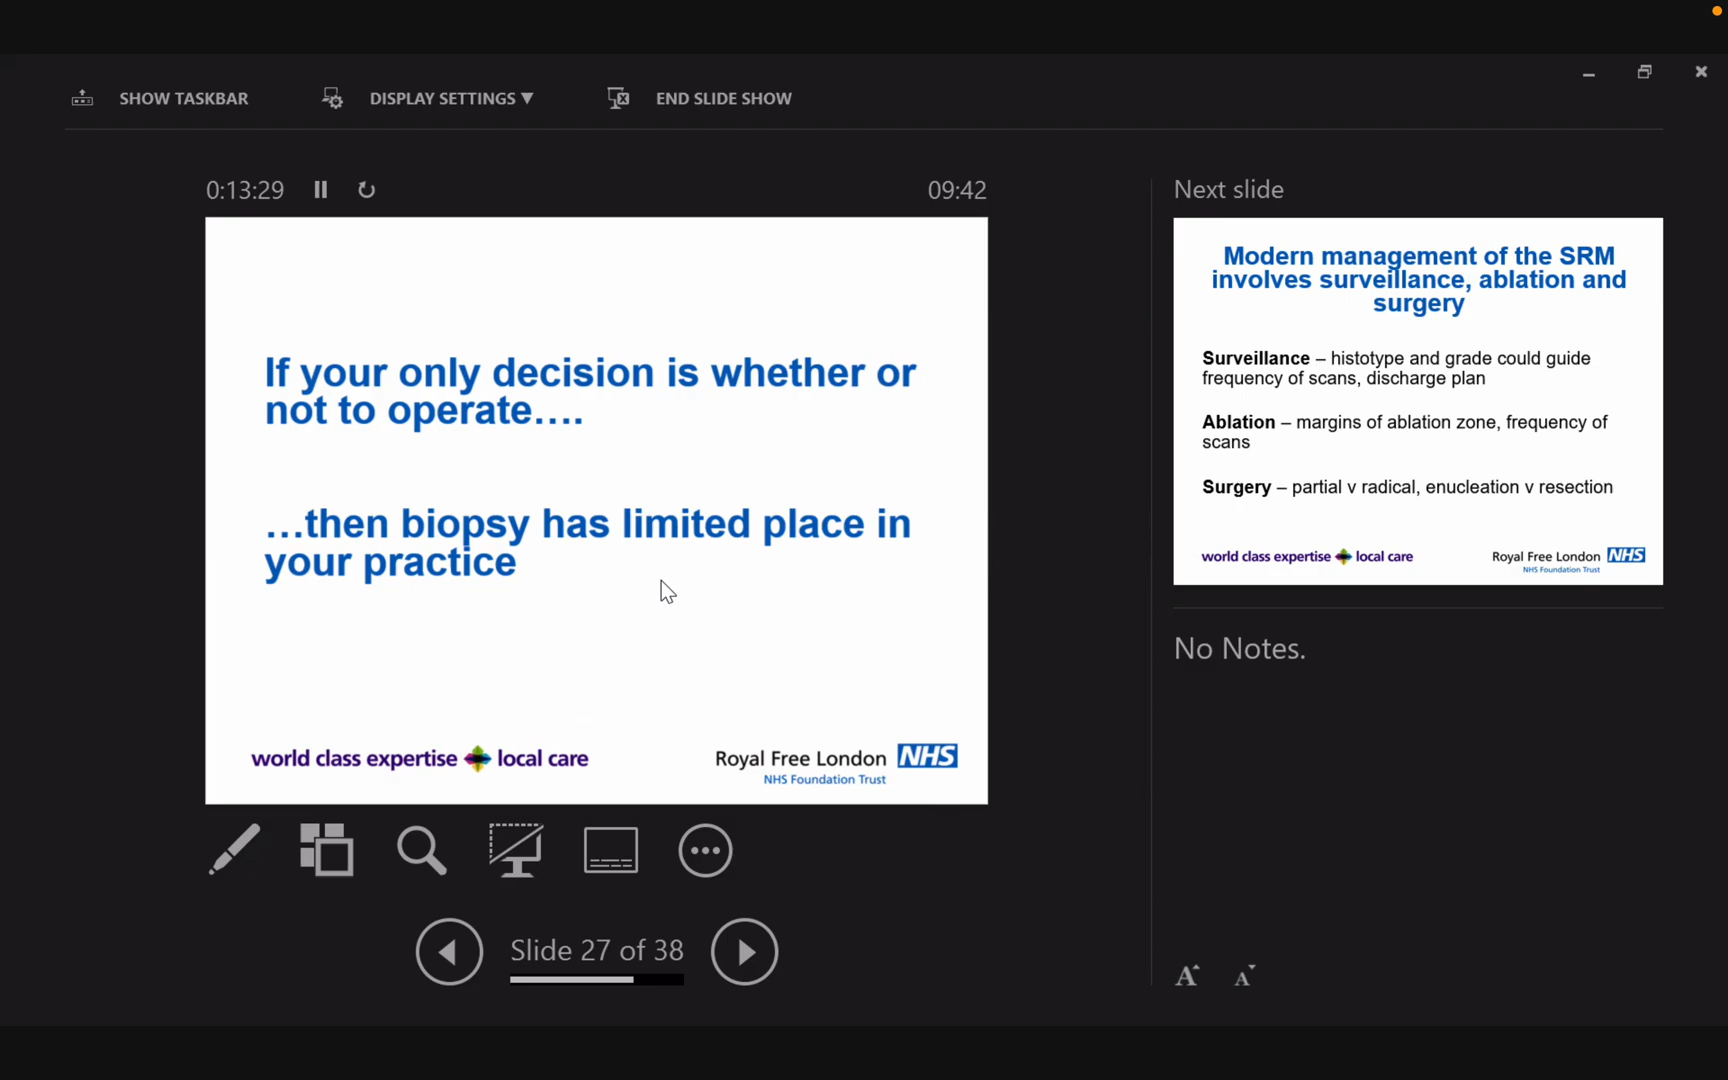 SHOW TASKBAR
DISPLAY SETTINGS ▼
END SLIDE SHOW
0:13:29
09:42
If your only decision is whether or
not to operate….
…then biopsy has limited place in
your practice
world class expertise local care
Royal Free London NHS
NHS Foundation Trust
Slide 27 of 38
Next slide
Modern management of the SRM
involves surveillance, ablation and
surgery
Surveillance – histotype and grade could guide
frequency of scans, discharge plan
Ablation – margins of ablation zone, frequency of
scans
Surgery – partial v radical, enucleation v resection
world class expertise local care
Royal Free London NHS
NHS Foundation Trust
No Notes.
A A